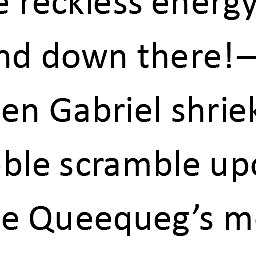 e reckless energy
nd down there!—
en Gabriel shriek
ble scramble upo
e Queequeg’s m